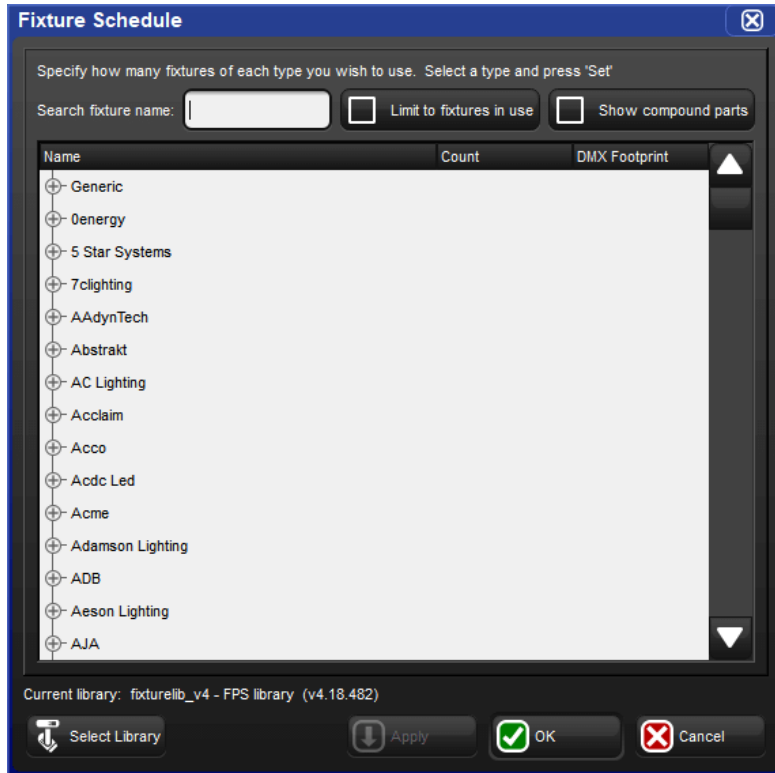 Fixture Schedule
Specify how many fixtures of each type you wish to use. Select a type and press 'Set'
Search fixture name: Limit to fixtures in use Show compound parts
Name Count DMX Footprint
Generic
0energy
5 Star Systems
7clighting
AAdynTech
Abstrakt
AC Lighting
Acclaim
Acco
Acdc Led
Acme
Adamson Lighting
ADB
Aeson Lighting
AJA
Current library: fixturelib_v4 - FPS library (v4.18.482)
Select Library Apply OK Cancel